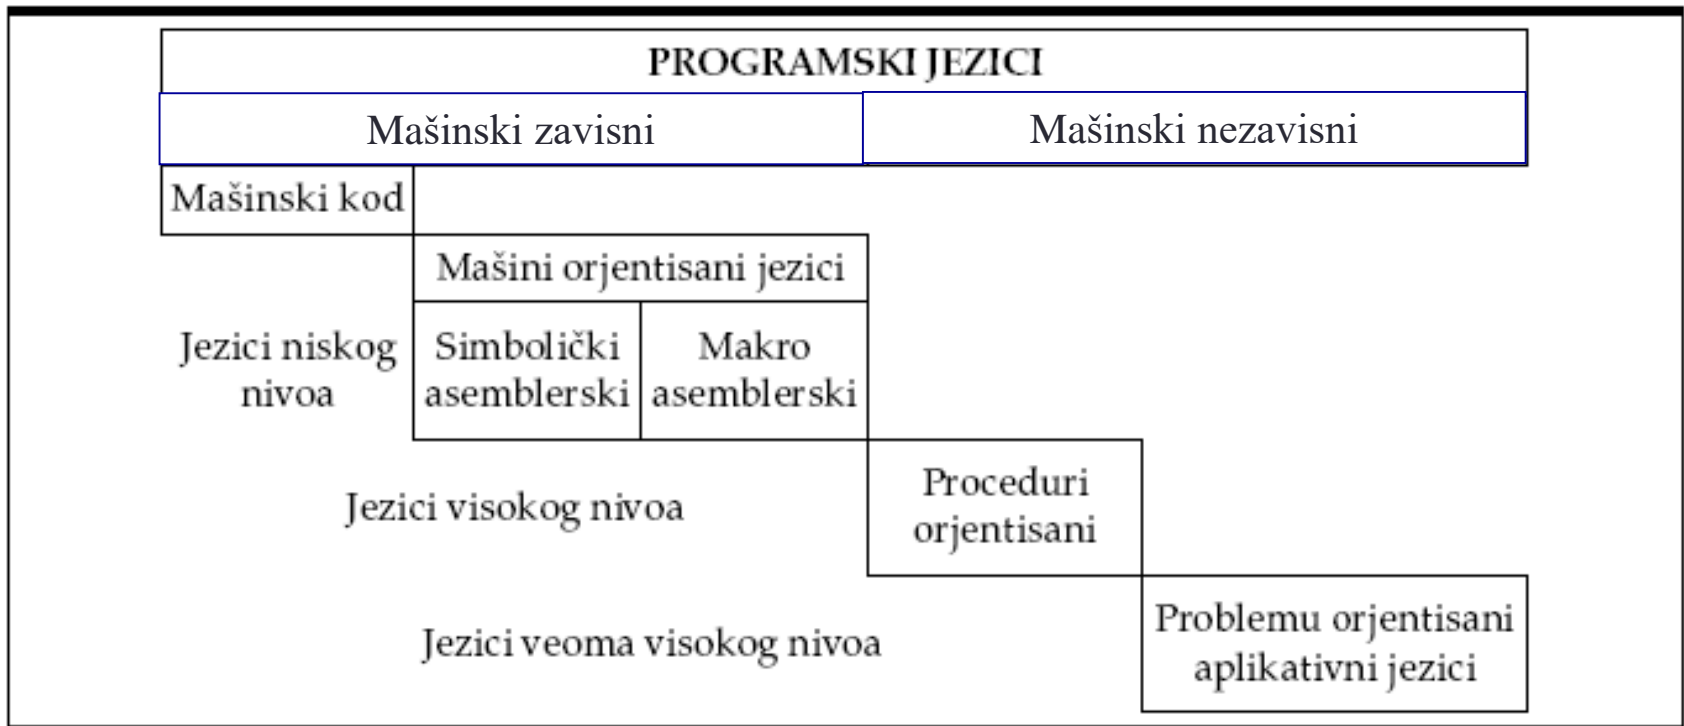 PROGRAMSKI JEZICI
Mašinski zavisni
Mašinski nezavisni
Mašinski kod
Mašini orjentisani jezici
Jezici niskog
nivoa
Simbolički
asemblerski
Makro
asemblerski
Jezici visokog nivoa
Proceduri
orjentisani
Jezici veoma visokog nivoa
Problemu orjentisani
aplikativni jezici